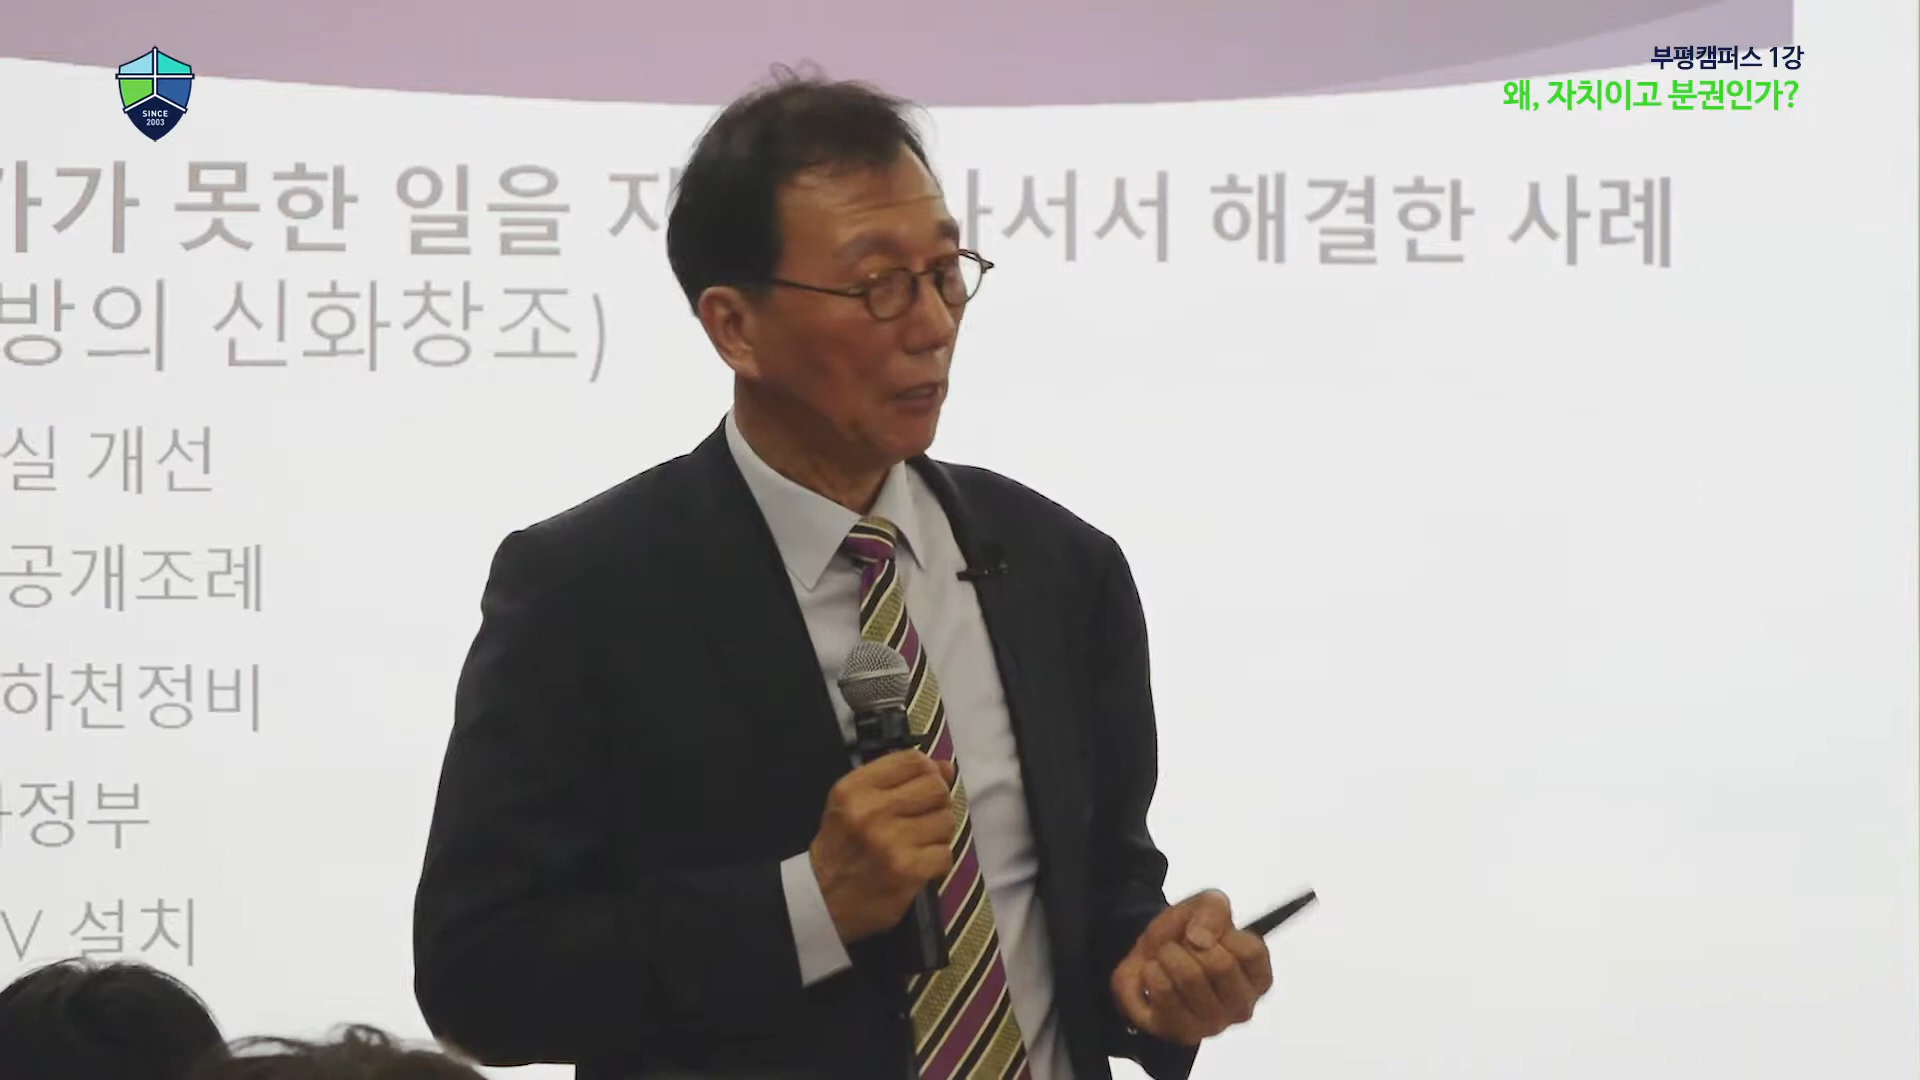 SINCE
2003
부평캠퍼스 1강
왜, 자치이고 분권인가?
가 못한 일을 서서 해결한 사례
방의 신화창조)
실 개선
공개조례
하천정비
정부
V 설치